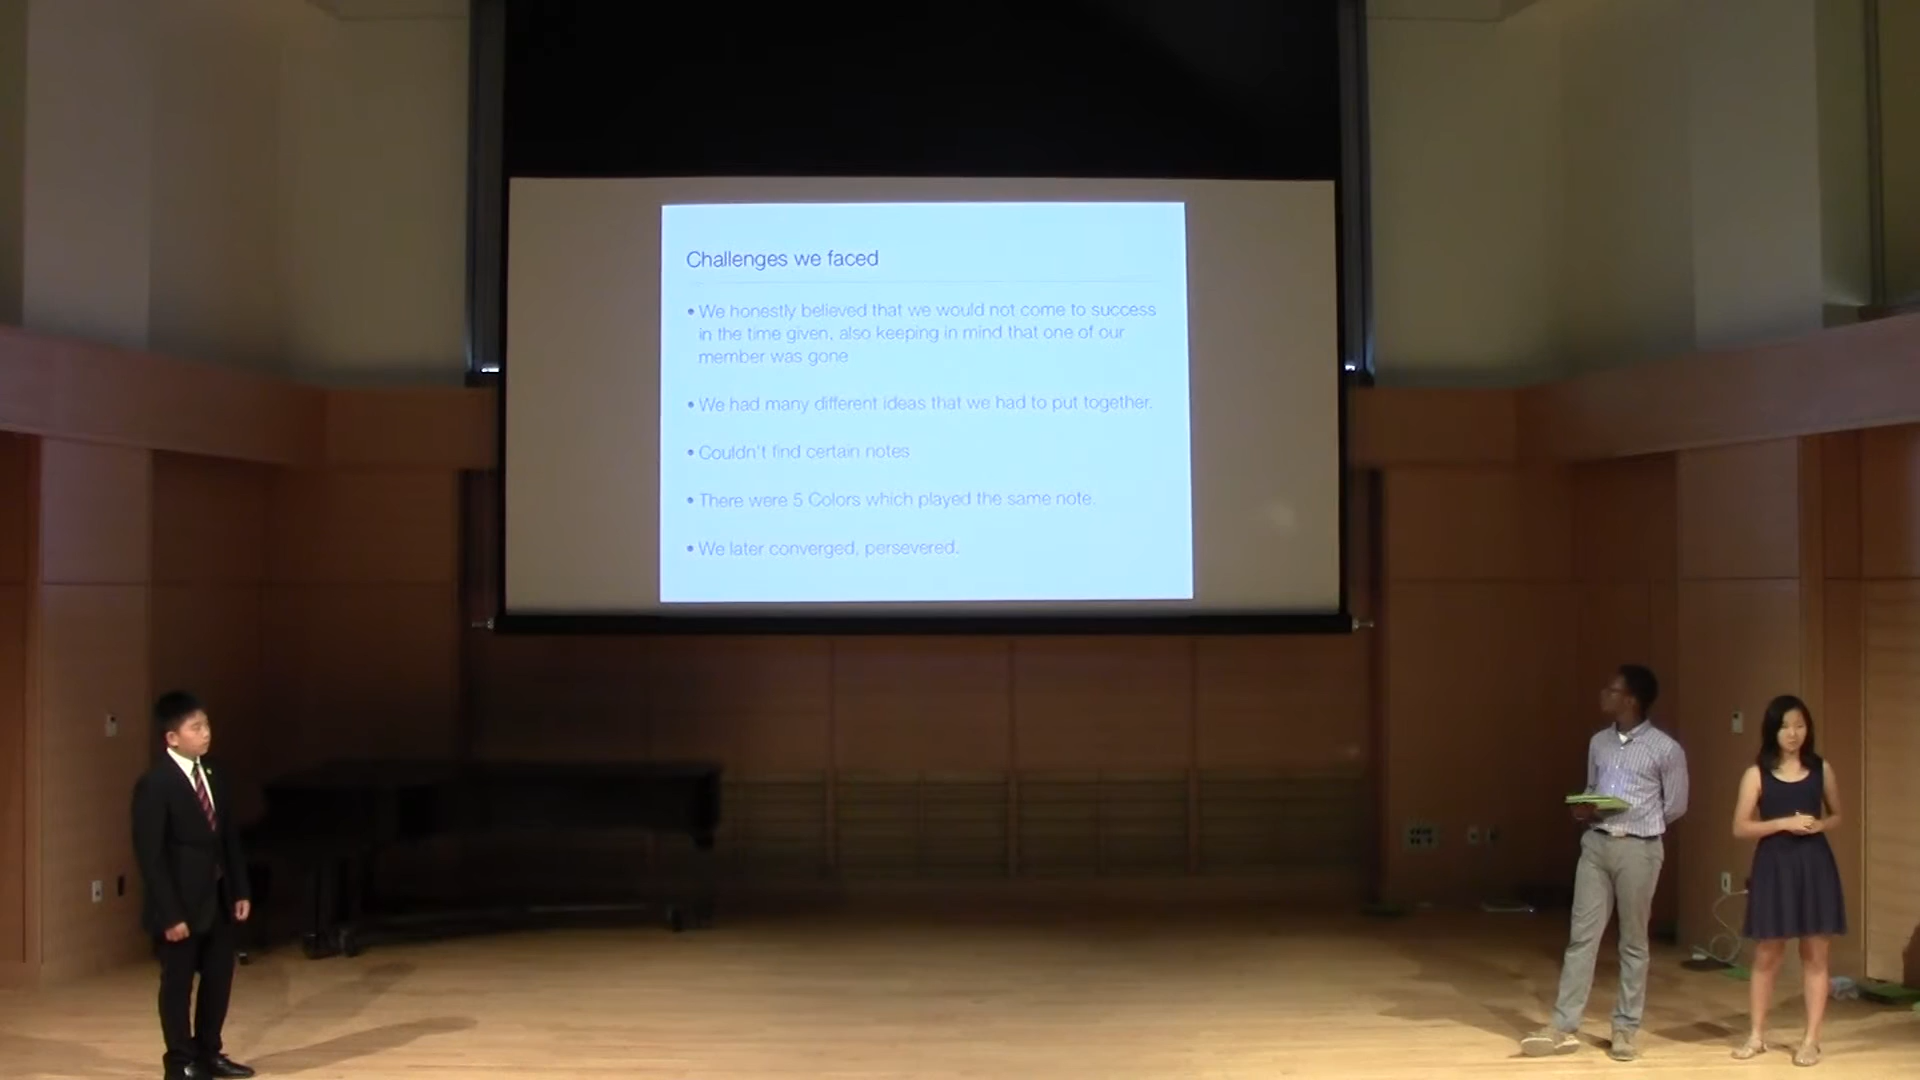 Challenges we faced
• We honestly believed that we would not come to success
in the time given, also keeping in mind that one of our
member was gone
• We had many different ideas that we had to put together.
• Couldn't find certain notes
• There were 5 Colors which played the same note.
• We later converged, persevered.